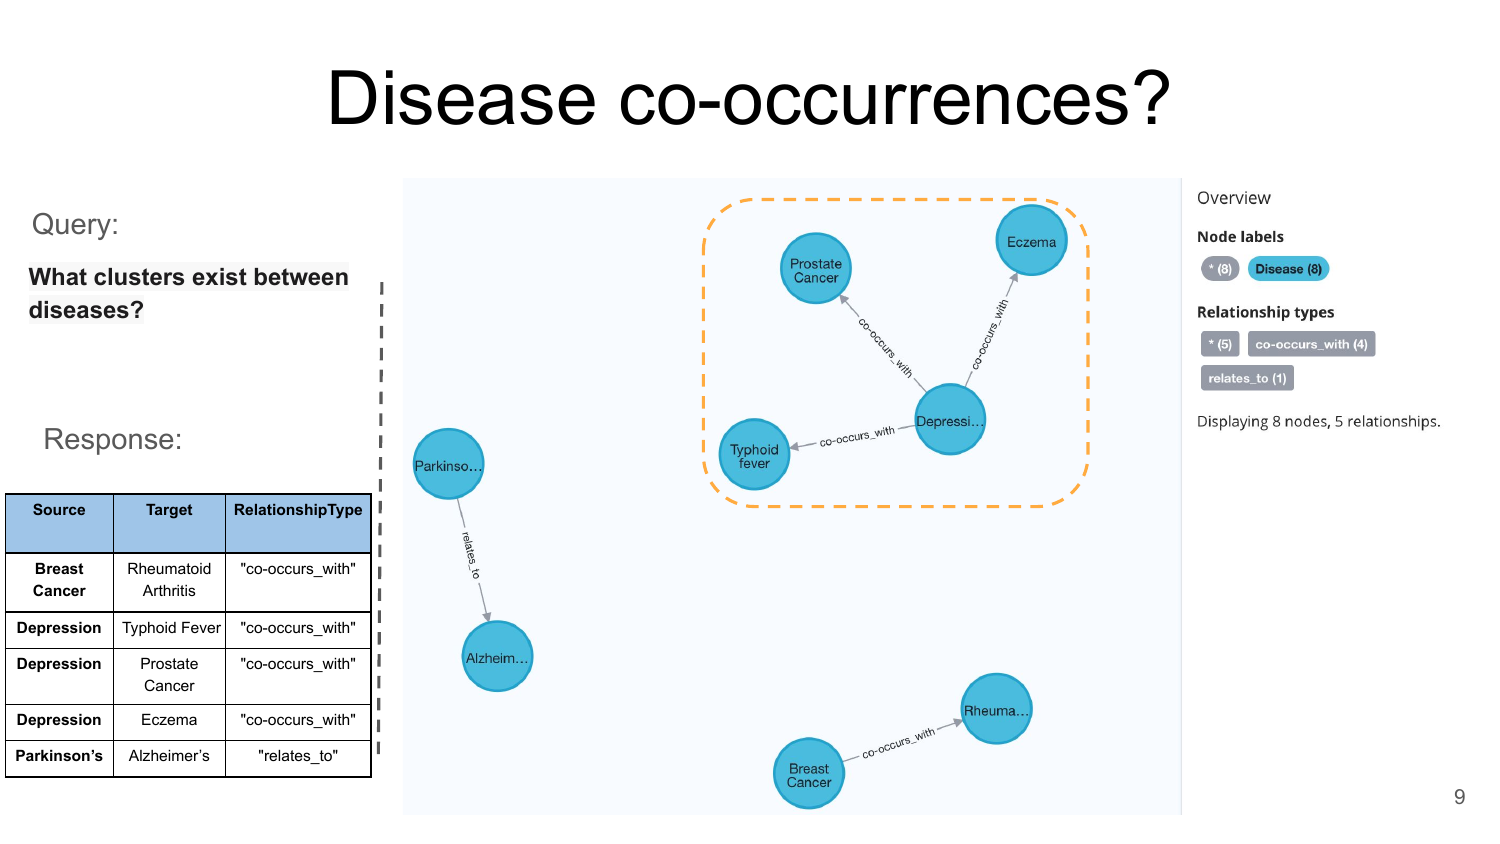 Disease co-occurrences?
Query:
What clusters exist between
diseases?
Response:
Source Target RelationshipType
Breast Cancer Rheumatoid Arthritis "co-occurs_with"
Depression Typhoid Fever "co-occurs_with"
Depression Prostate Cancer "co-occurs_with"
Depression Eczema "co-occurs_with"
Parkinson's Alzheimer's "relates_to"
Prostate
Cancer
Eczema
co-occurs_with
co-occurs_with
Depressi...
co-occurs_with
Typhoid
fever
Parkinso...
relates_to
Alzheim...
Rheuma...
co-occurs_with
Breast
Cancer
Overview
Node labels
* (8) Disease (8)
Relationship types
* (5) co-occurs_with (4)
relates_to (1)
Displaying 8 nodes, 5 relationships.
9